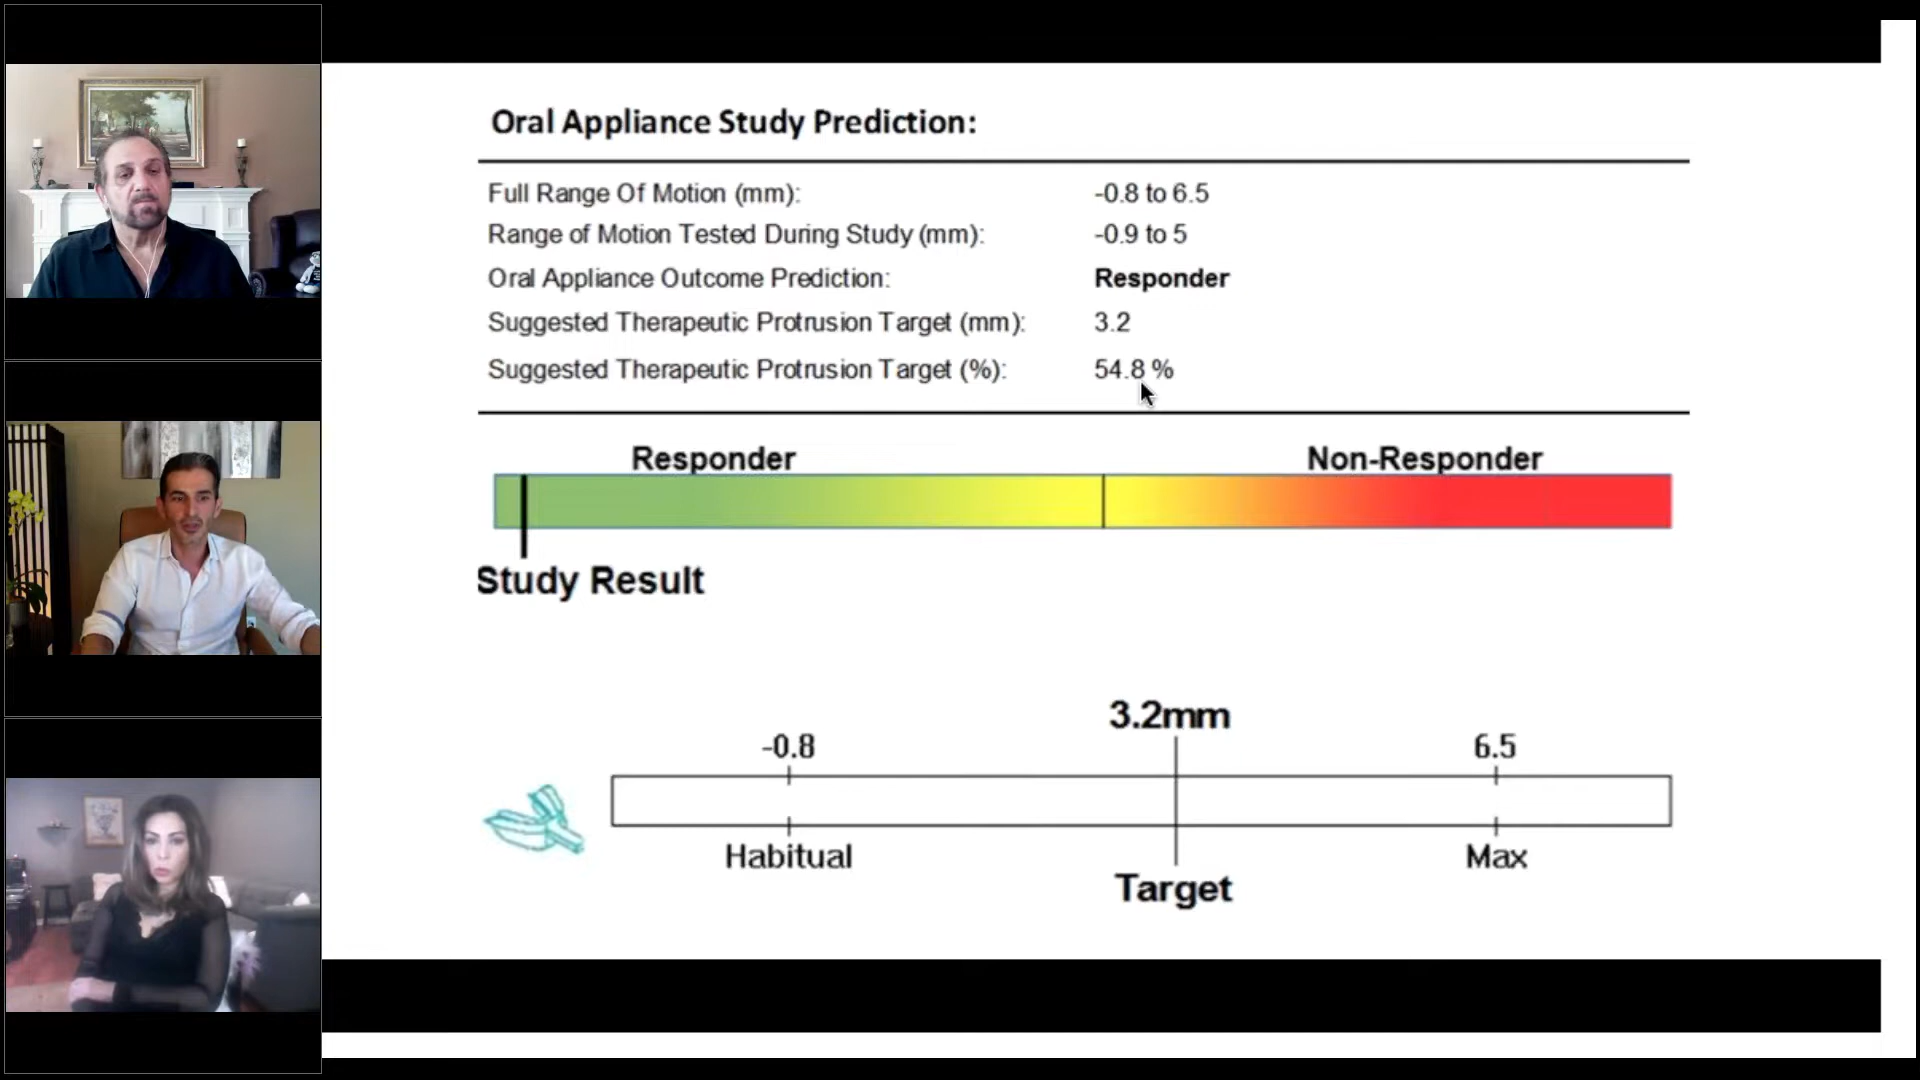 Oral Appliance Study Prediction:
Full Range Of Motion (mm): -0.8 to 6.5
Range of Motion Tested During Study (mm): -0.9 to 5
Oral Appliance Outcome Prediction: Responder
Suggested Therapeutic Protrusion Target (mm): 3.2
Suggested Therapeutic Protrusion Target (%): 54.8 %
Responder Non-Responder
Study Result
3.2mm
-0.8 6.5
Habitual Max
Target